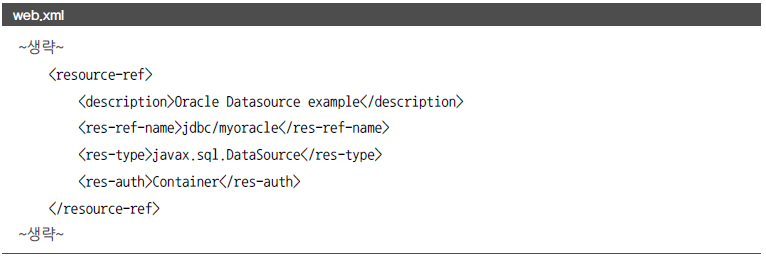 web.xml
~생략~
<resource-ref>
<description>Oracle Datasource example</description>
<res-ref-name>jdbc/myoracle</res-ref-name>
<res-type>javax.sql.DataSource</res-type>
<res-auth>Container</res-auth>
</resource-ref>
~생략~